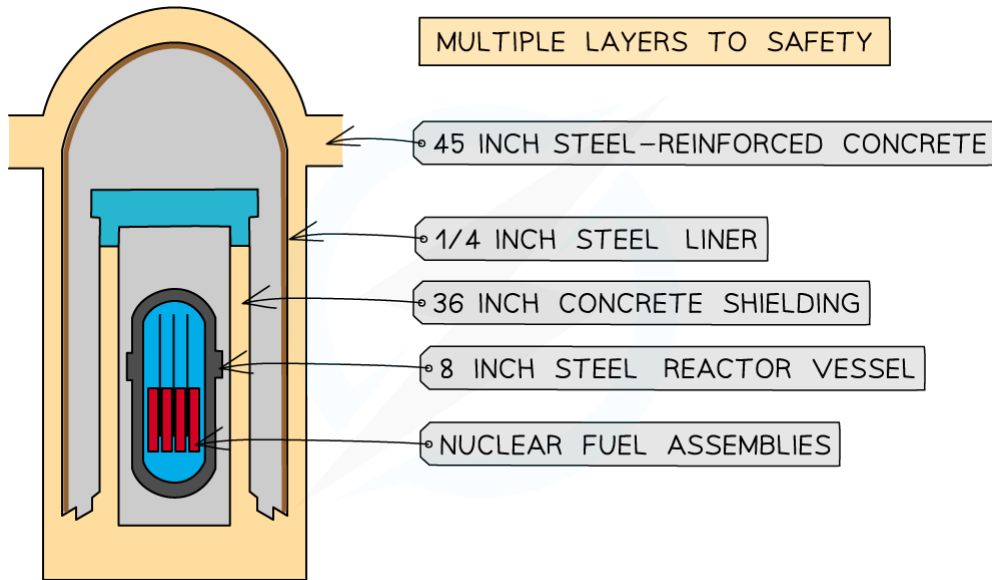 MULTIPLE LAYERS TO SAFETY
45 INCH STEEL-REINFORCED CONCRETE
1/4 INCH STEEL LINER
36 INCH CONCRETE SHIELDING
8 INCH STEEL REACTOR VESSEL
NUCLEAR FUEL ASSEMBLIES